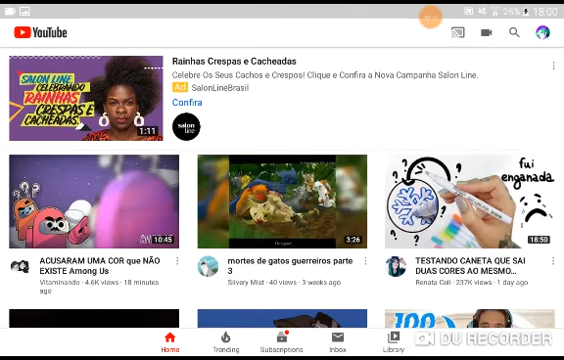 25% 18:00
YouTube
SALON LINE
CELEBRANDO
RAINHAS
CRESPAS E
CACHEADAS.
1:11
Rainhas Crespas e Cacheadas
Celebre Os Seus Cachos e Crespos! Clique e Confira a Nova Campanha Salon Line.
Ad SalonLineBrasil
Confira
salon
line
10:45
3:26
fui
enganada
18:50
ACUSARAM UMA COR que NÃO
EXISTE Among Us
Vitaminando · 4.6K views · 18 minutes
ago
mortes de gatos guerreiros parte
3
Silvery Mist · 40 views · 3 weeks ago
TESTANDO CANETA QUE SAI
DUAS CORES AO MESMO...
Renata Celi · 237K views · 1 day ago
100
DU RECORDER
Home
Trending
Subscriptions
Inbox
Library